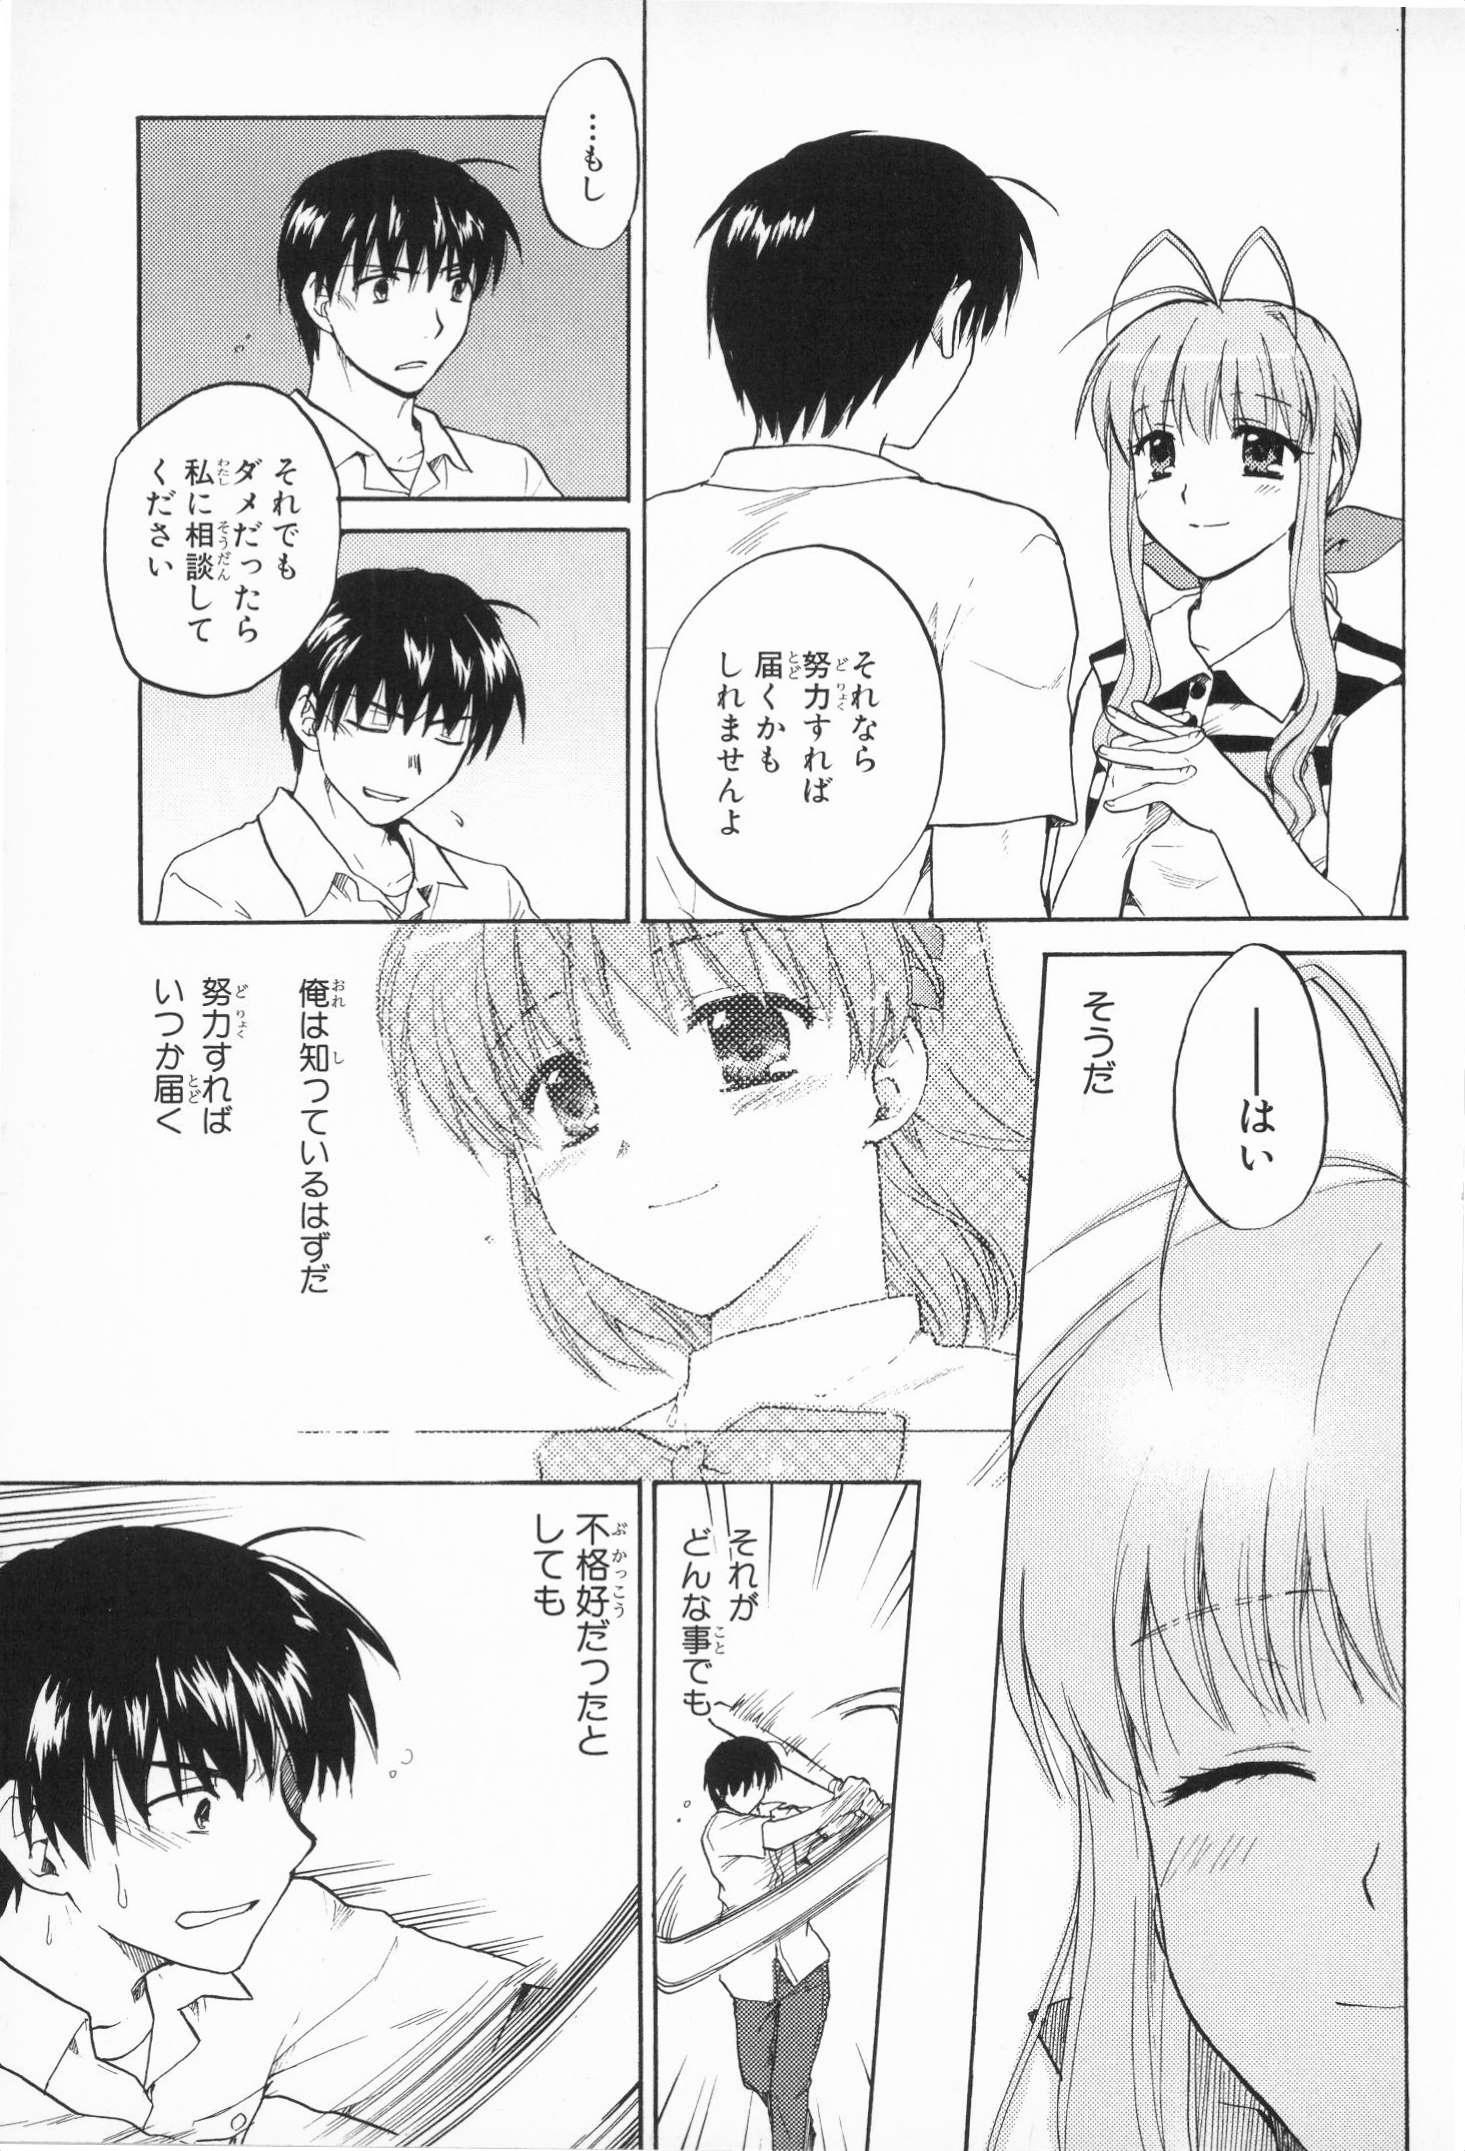 それなら
努力すれば
届くかも
しれませんよ
…もし
それでも
ダメだったら
私に相談して
ください
――はい
そうだ
俺は知っているはずだ
努力すれば
いつか届く
それが
どんな事でも
不格好だったと
しても